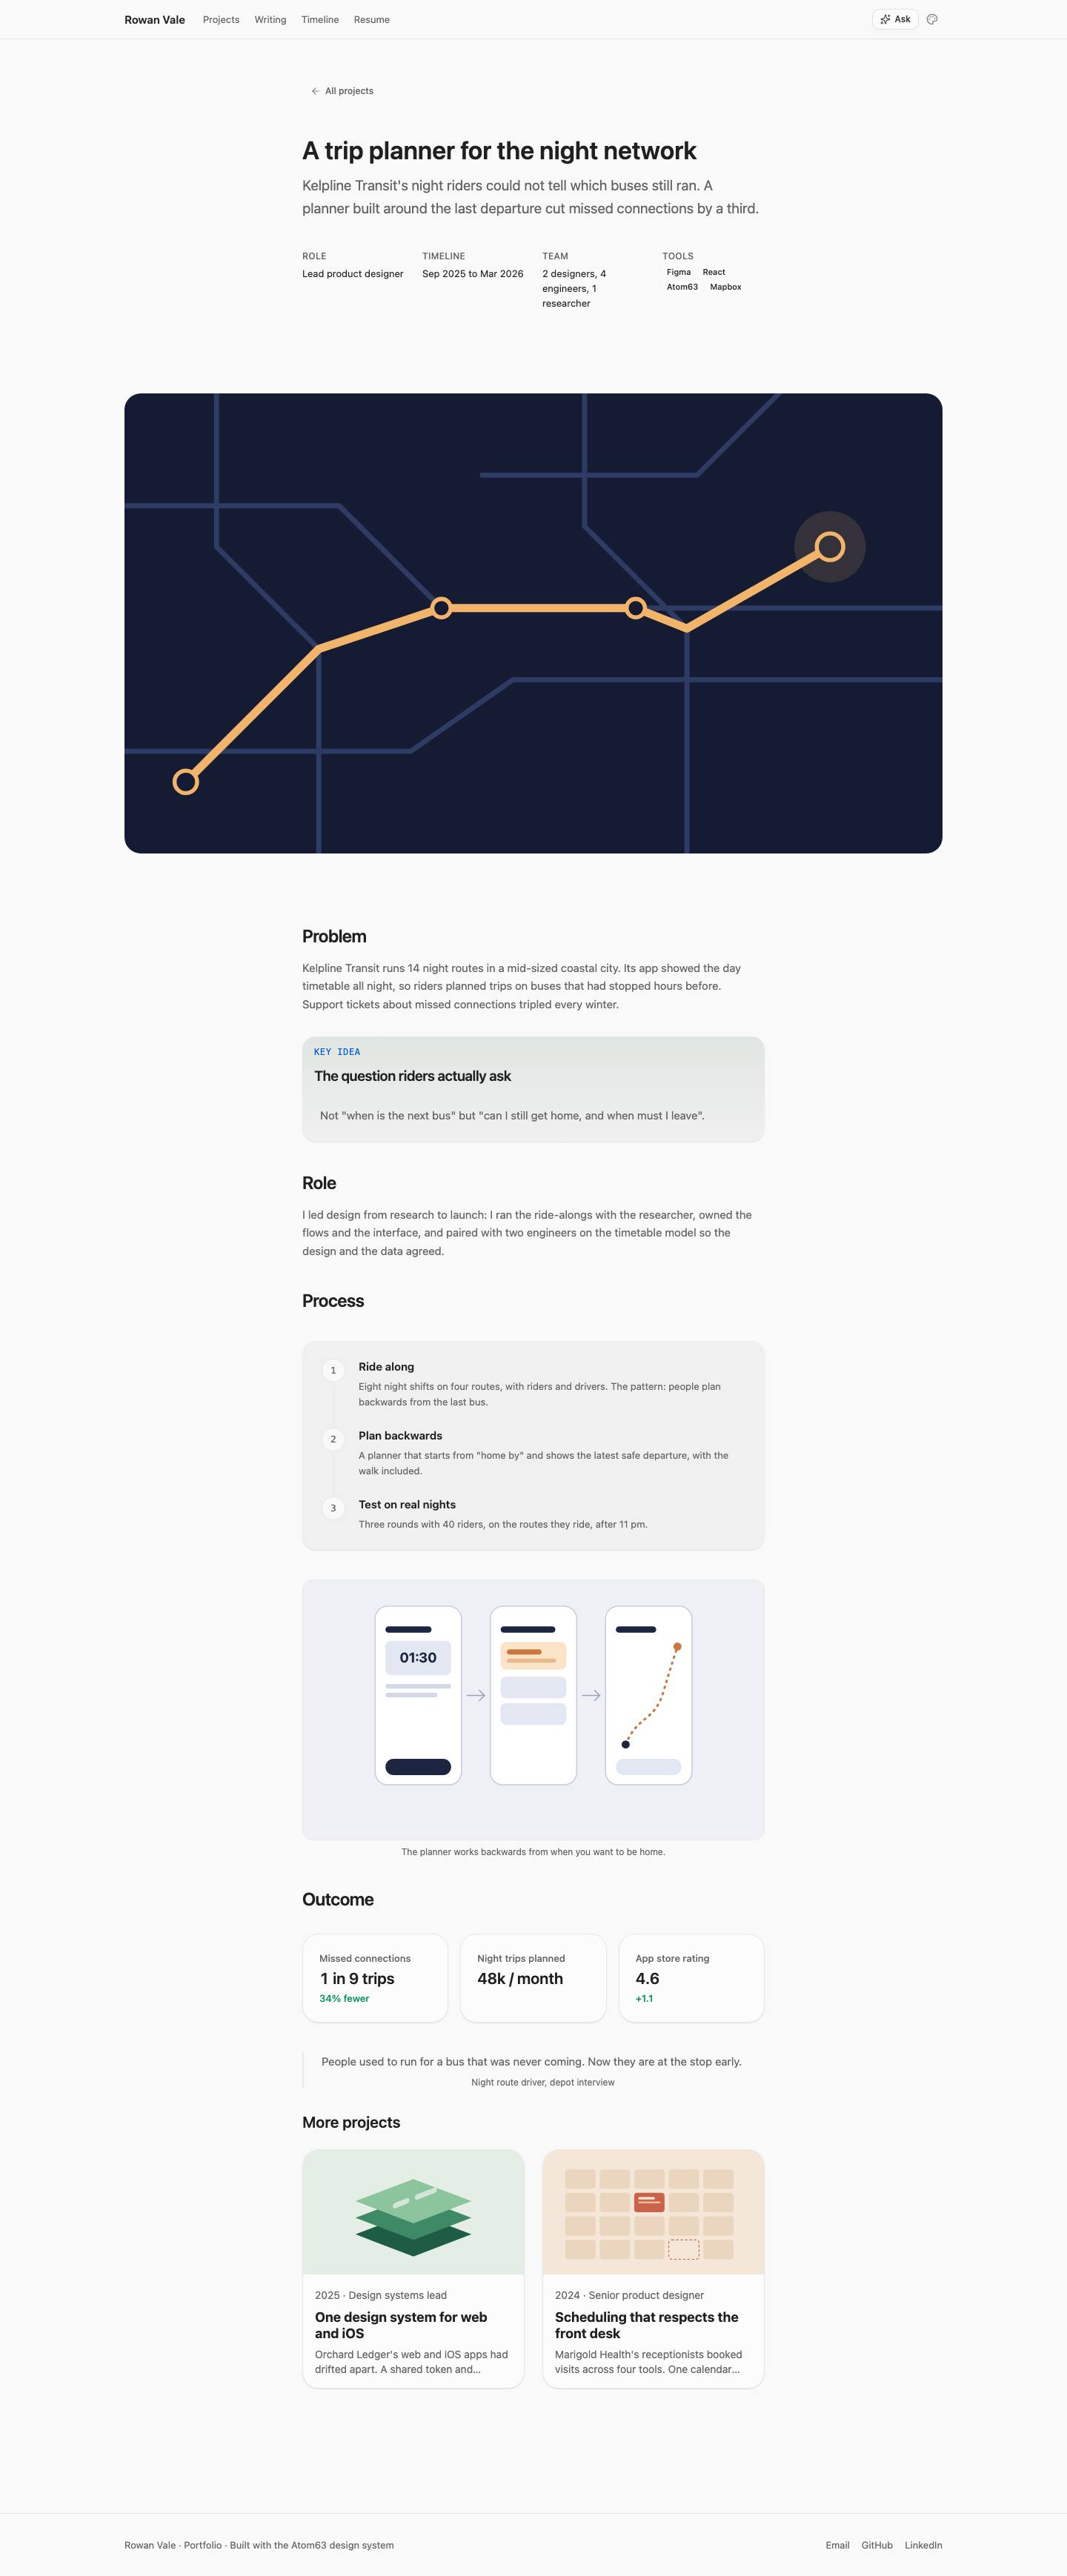 Rowan Vale
Projects
Writing
Timeline
Resume
Ask
All projects
A trip planner for the night network
Kelpline Transit's night riders could not tell which buses still ran. A
planner built around the last departure cut missed connections by a third.
ROLE
Lead product designer
TIMELINE
Sep 2025 to Mar 2026
TEAM
2 designers, 4
engineers, 1
researcher
TOOLS
Figma React
Atom63 Mapbox
Problem
Kelpline Transit runs 14 night routes in a mid-sized coastal city. Its app showed the day
timetable all night, so riders planned trips on buses that had stopped hours before.
Support tickets about missed connections tripled every winter.
KEY IDEA
The question riders actually ask
Not "when is the next bus" but "can I still get home, and when must I leave".
Role
I led design from research to launch: I ran the ride-alongs with the researcher, owned the
flows and the interface, and paired with two engineers on the timetable model so the
design and the data agreed.
Process
1
Ride along
Eight night shifts on four routes, with riders and drivers. The pattern: people plan
backwards from the last bus.
2
Plan backwards
A planner that starts from "home by" and shows the latest safe departure, with the
walk included.
3
Test on real nights
Three rounds with 40 riders, on the routes they ride, after 11 pm.
01:30
The planner works backwards from when you want to be home.
Outcome
Missed connections
1 in 9 trips
34% fewer
Night trips planned
48k / month
App store rating
4.6
+1.1
People used to run for a bus that was never coming. Now they are at the stop early.
Night route driver, depot interview
More projects
2025 · Design systems lead
One design system for web
and iOS
Orchard Ledger's web and iOS apps had
drifted apart. A shared token and...
2024 · Senior product designer
Scheduling that respects the
front desk
Marigold Health's receptionists booked
visits across four tools. One calendar...
Rowan Vale · Portfolio · Built with the Atom63 design system
Email
GitHub
LinkedIn